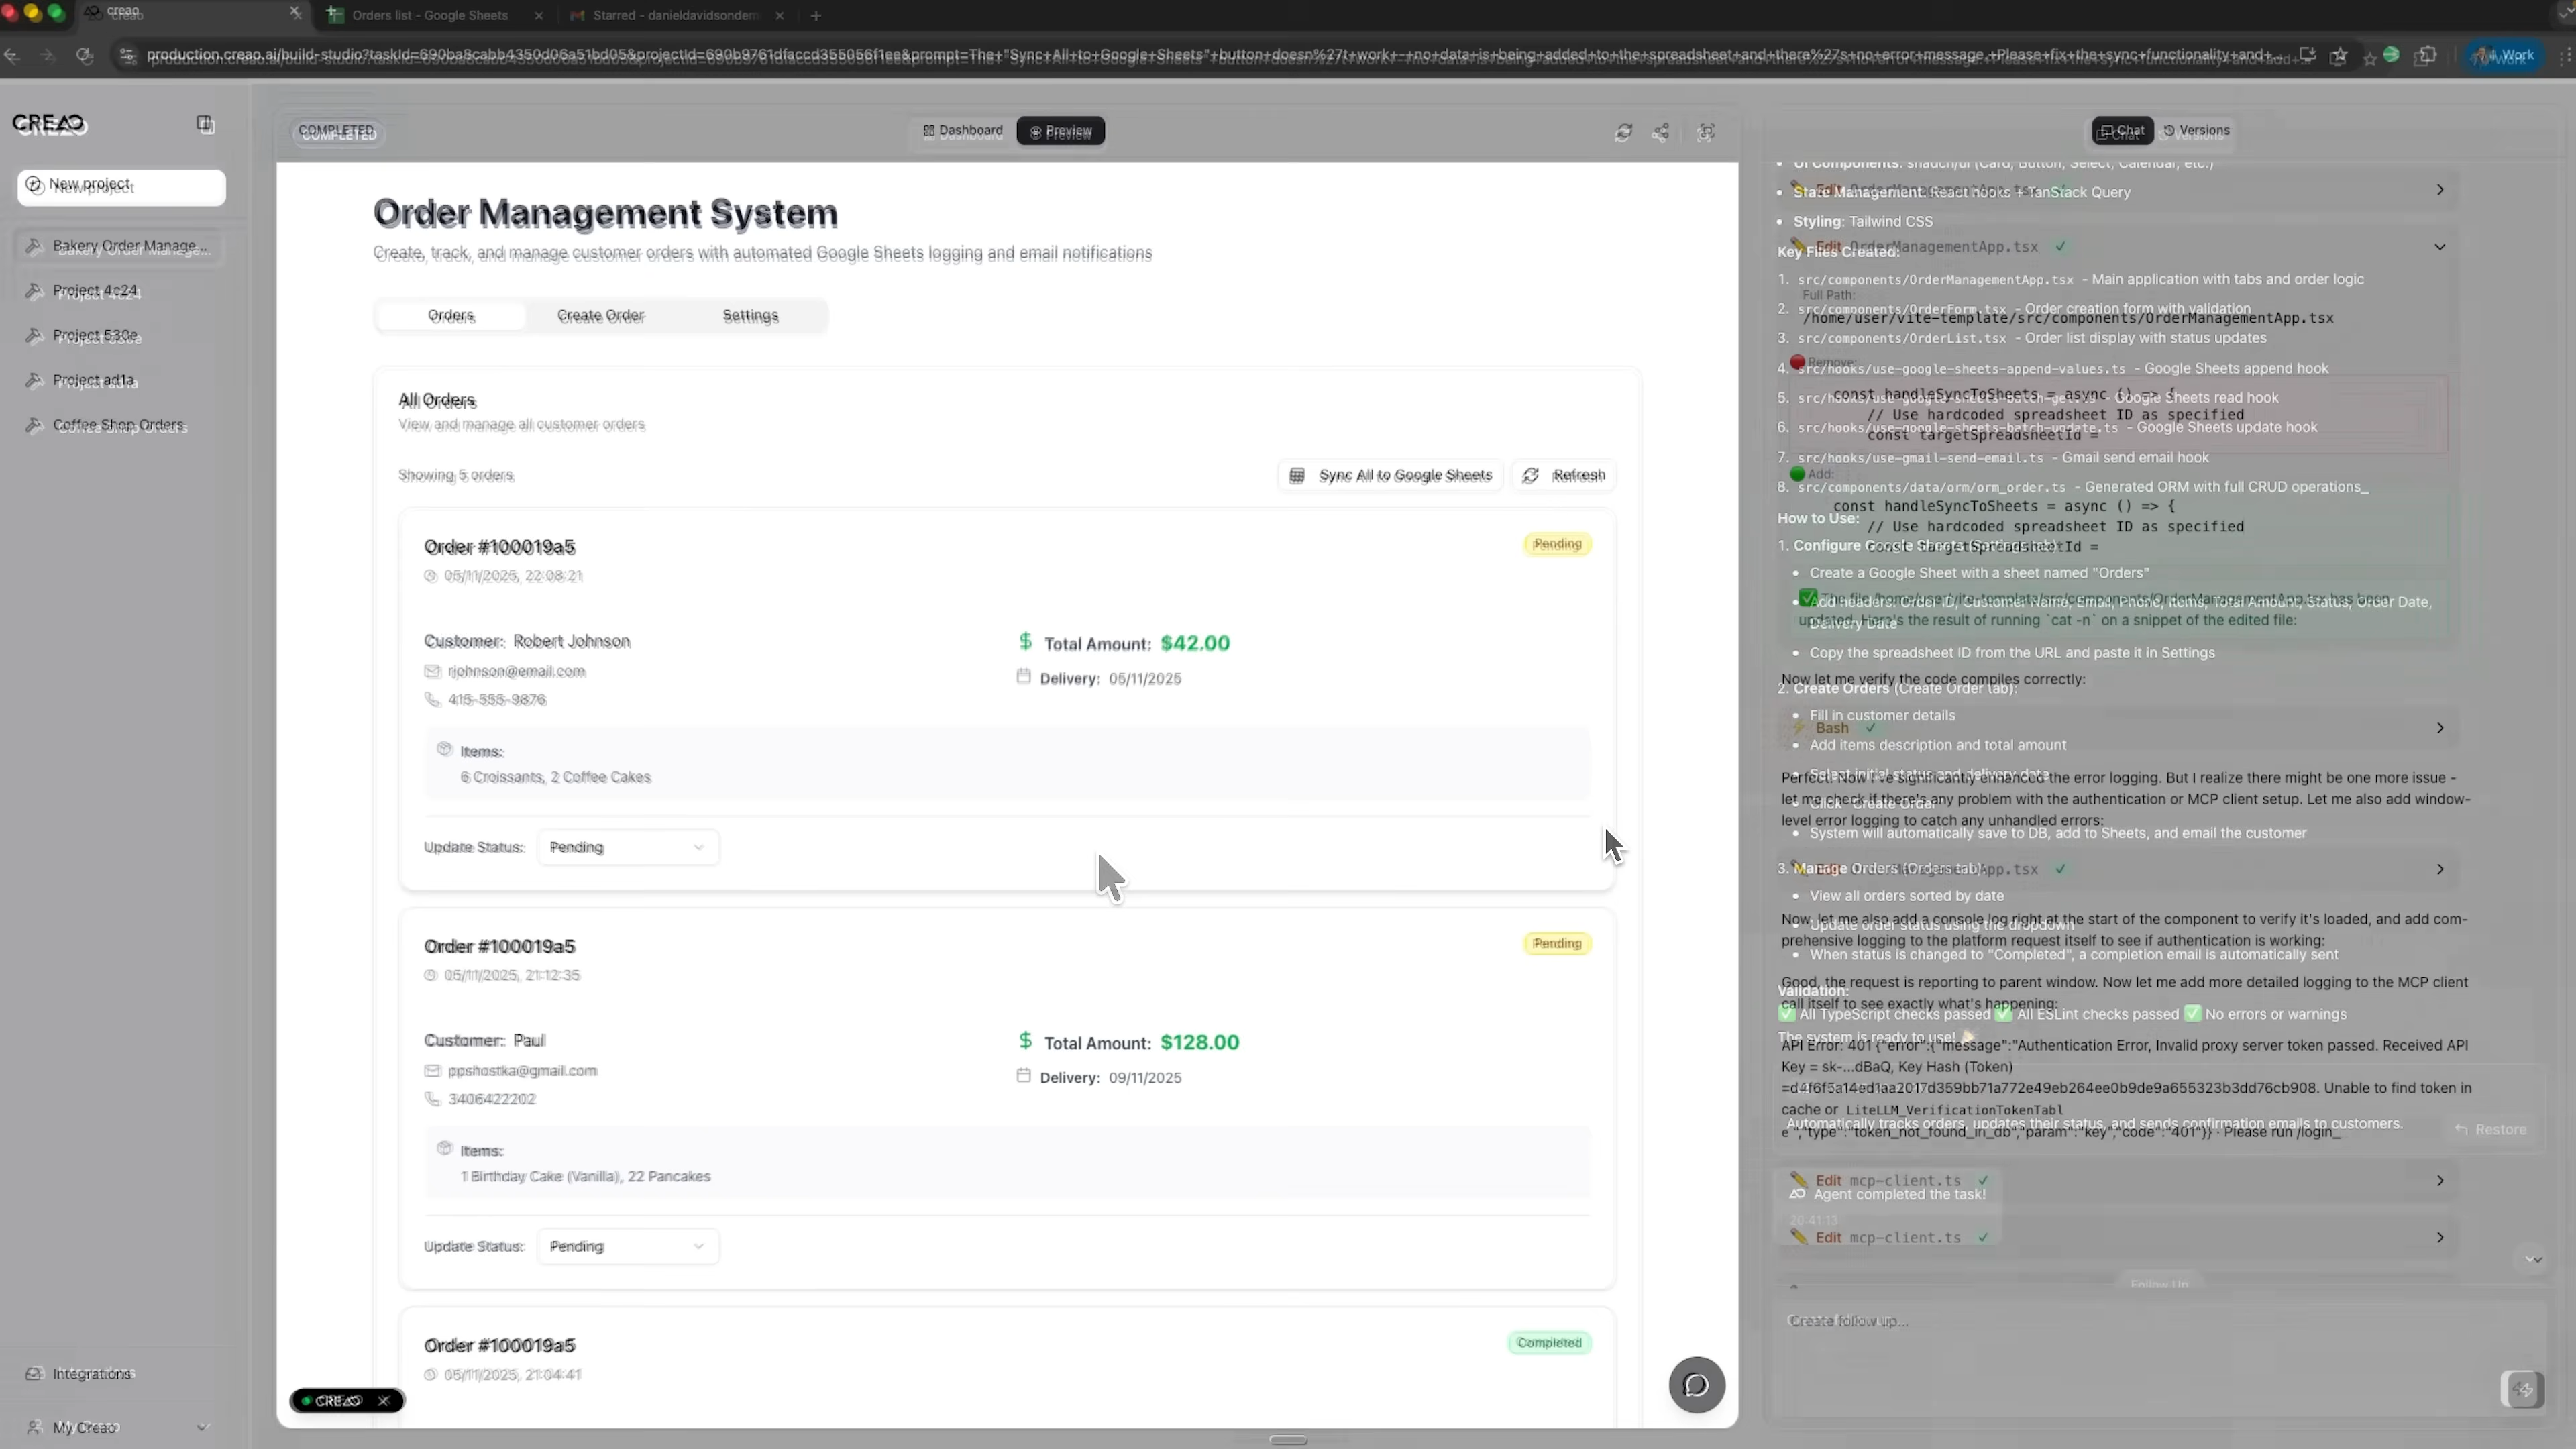 creao
Orders list - Google Sheets
Starred - danieldavidsondem
production.creao.ai/build-studio?taskId=690ba8cabb4350d06a51bd05&projectId=690b9761dfaccd355056f1ee&prompt=The+"Sync+All+to+Google+Sheets"+button+doesn%27t+work+-+no+data+is+being+added+to+the+spreadsheet+and+there%27s+no+error+message.+Please+fix+the+sync+functionality+and+...
Work
CREAO
New project
Bakery Order Manage...
Project 4c24
Project 530e
Project ad1a
Coffee Shop Orders
Integrations
My Creao
COMPLETED
Dashboard
Preview
Order Management System
Create, track, and manage customer orders with automated Google Sheets logging and email notifications
Orders
Create Order
Settings
All Orders
View and manage all customer orders
Showing 5 orders
Sync All to Google Sheets
Refresh
Order #100019a5
Pending
05/11/2025, 22:08:21
Customer: Robert Johnson
Total Amount: $42.00
rjohnson@email.com
Delivery: 05/11/2025
415-555-9876
Items:
6 Croissants, 2 Coffee Cakes
Update Status:
Pending
Order #100019a5
Pending
05/11/2025, 21:12:35
Customer: Paul
Total Amount: $128.00
ppshostka@gmail.com
Delivery: 09/11/2025
3406422202
Items:
1 Birthday Cake (Vanilla), 22 Pancakes
Update Status:
Pending
Order #100019a5
Completed
05/11/2025, 21:04:41
CREAO
Chat
Versions
UI Components: shadcn/ui (Card, Button, Select, Calendar, etc.)
Edit OrderManagementApp.tsx
State Management: React hooks + TanStack Query
Styling: Tailwind CSS
Edit OrderManagementApp.tsx
Key Files Created:
1. src/components/OrderManagementApp.tsx - Main application with tabs and order logic
Full Path:
2. src/components/OrderForm.tsx - Order creation form with validation
/home/user/vite-template/src/components/OrderManagementApp.tsx
3. src/components/OrderList.tsx - Order list display with status updates
Remove:
4. src/hooks/use-google-sheets-append-values.ts - Google Sheets append hook
const handleSyncToSheets = async () => {
5. src/hooks/use-google-sheets-batch-get.ts - Google Sheets read hook
// Use hardcoded spreadsheet ID as specified
6. src/hooks/use-google-sheets-batch-update.ts - Google Sheets update hook
const targetSpreadsheetId =
7. src/hooks/use-gmail-send-email.ts - Gmail send email hook
Add:
8. src/components/data/orm/orm_order.ts - Generated ORM with full CRUD operations_
const handleSyncToSheets = async () => {
How to Use:
// Use hardcoded spreadsheet ID as specified
1. Configure Google Sheets (Settings tab):
const targetSpreadsheetId =
Create a Google Sheet with a sheet named "Orders"
The file /home/user/vite-template/src/components/OrderManagementApp.tsx has been
Add headers: Order ID, Customer Name, Email, Phone, Items, Total Amount, Status, Order Date,
updated. Here's the result of running `cat -n` on a snippet of the edited file:
Delivery Date
Copy the spreadsheet ID from the URL and paste it in Settings
Now let me verify the code compiles correctly:
2. Create Orders (Create Order tab):
Fill in customer details
Bash
Add items description and total amount
Select initial status and delivery date
Perfect! Now I've significantly enhanced the error logging. But I realize there might be one more issue -
let me check if there's any problem with the authentication or MCP client setup. Let me also add window-
Click "Create Order"
level error logging to catch any unhandled errors:
System will automatically save to DB, add to Sheets, and email the customer
3. Manage Orders (Orders tab):
Edit OrderManagementApp.tsx
View all orders sorted by date
Now, let me also add a console log right at the start of the component to verify it's loaded, and add com-
Update order status using the dropdown
prehensive logging to the platform request itself to see if authentication is working:
When status is changed to "Completed", a completion email is automatically sent
Good, the request is reporting to parent window. Now let me add more detailed logging to the MCP client
Validation:
call itself to see exactly what's happening:
All TypeScript checks passed All ESLint checks passed No errors or warnings
The system is ready to use!
API Error: 401 {"error":{"message":"Authentication Error, Invalid proxy server token passed. Received API
Key = sk-...dBaQ, Key Hash (Token)
Unable to find token in
cache or LiteLLM_VerificationTokenTabl
Automatically tracks orders, updates their status, and sends confirmation emails to customers.
e ","type":"token_not_found_in_db","param":"key","code":"401"}} · Please run /login_
Restore
Edit mcp-client.ts
Agent completed the task!
20:41:13
Edit mcp-client.ts
Follow Up
Create follow up...